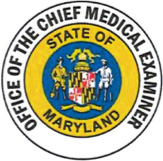 OFFICE OF THE CHIEF MEDICAL EXAMINER
STATE OF
MARYLAND